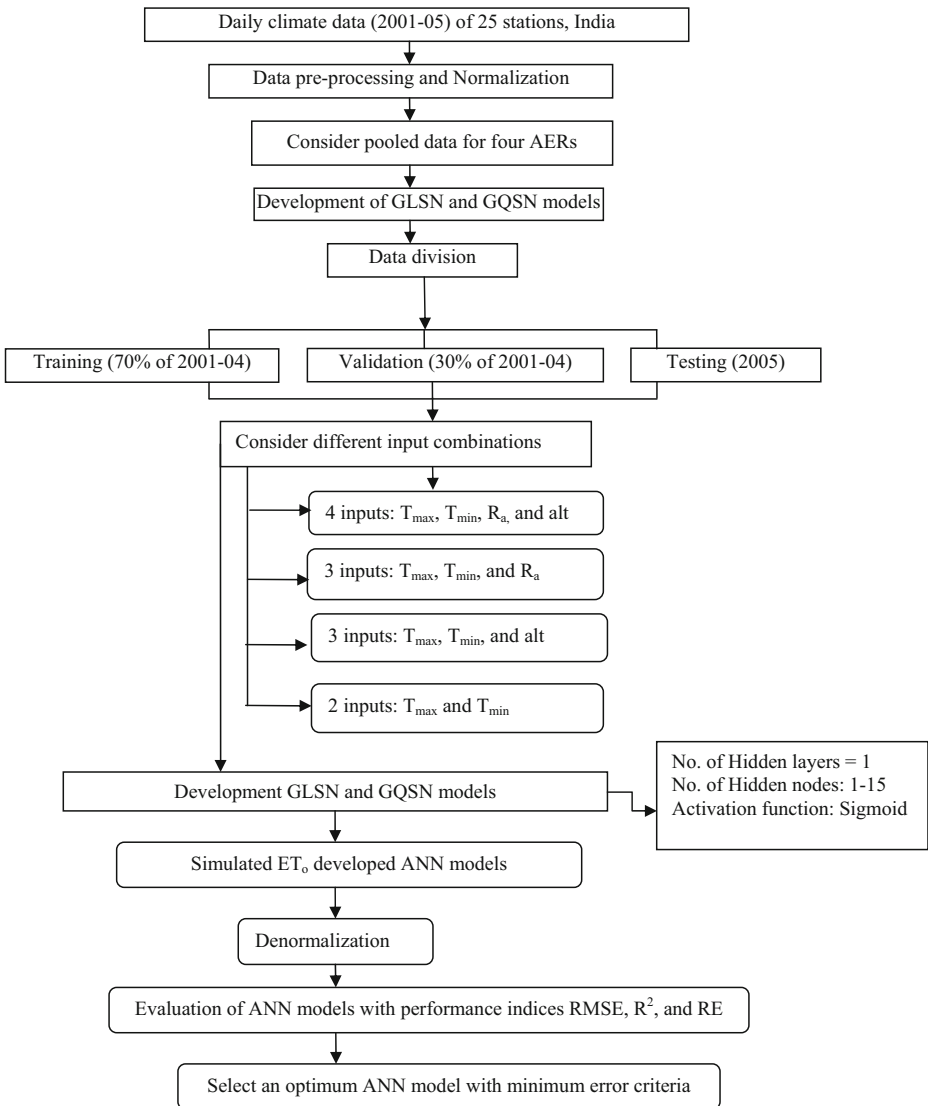 Daily climate data (2001-05) of 25 stations, India
Data pre-processing and Normalization
Consider pooled data for four AERs
Development of GLSN and GQSN models
Data division
Training (70% of 2001-04)
Validation (30% of 2001-04)
Testing (2005)
Consider different input combinations
4 inputs: Tmax, Tmin, Ra, and alt
3 inputs: Tmax, Tmin, and Ra
3 inputs: Tmax, Tmin, and alt
2 inputs: Tmax and Tmin
No. of Hidden layers = 1
No. of Hidden nodes: 1-15
Activation function: Sigmoid
Development GLSN and GQSN models
Simulated ETo developed ANN models
Denormalization
Evaluation of ANN models with performance indices RMSE, R², and RE
Select an optimum ANN model with minimum error criteria